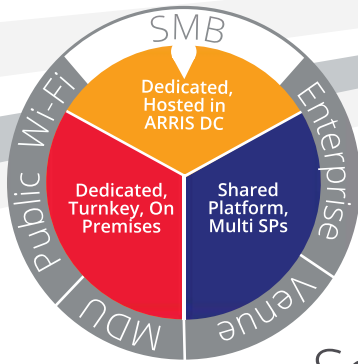 SMB
Dedicated,
Hosted in
ARRIS DC
Public Wi-Fi
Enterprise
Dedicated,
Turnkey, On
Premises
Shared
Platform,
Multi SPs
MDU
Venue